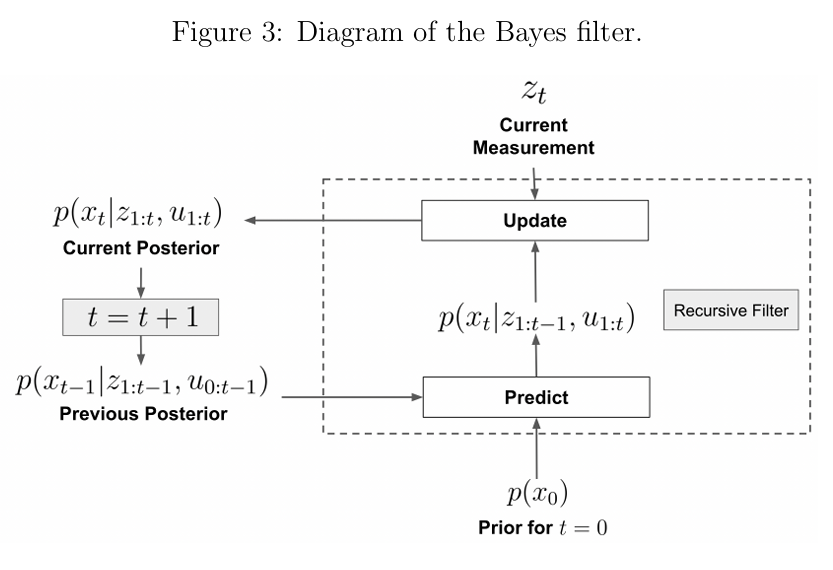 Figure 3: Diagram of the Bayes filter.
z_t
Current
Measurement
Update
p(x_t|z_{1:t}, u_{1:t})
Current Posterior
t = t + 1
p(x_t|z_{1:t−1}, u_{1:t})
Recursive Filter
p(x_{t−1}|z_{1:t−1}, u_{0:t−1})
Previous Posterior
Predict
p(x_0)
Prior for t = 0